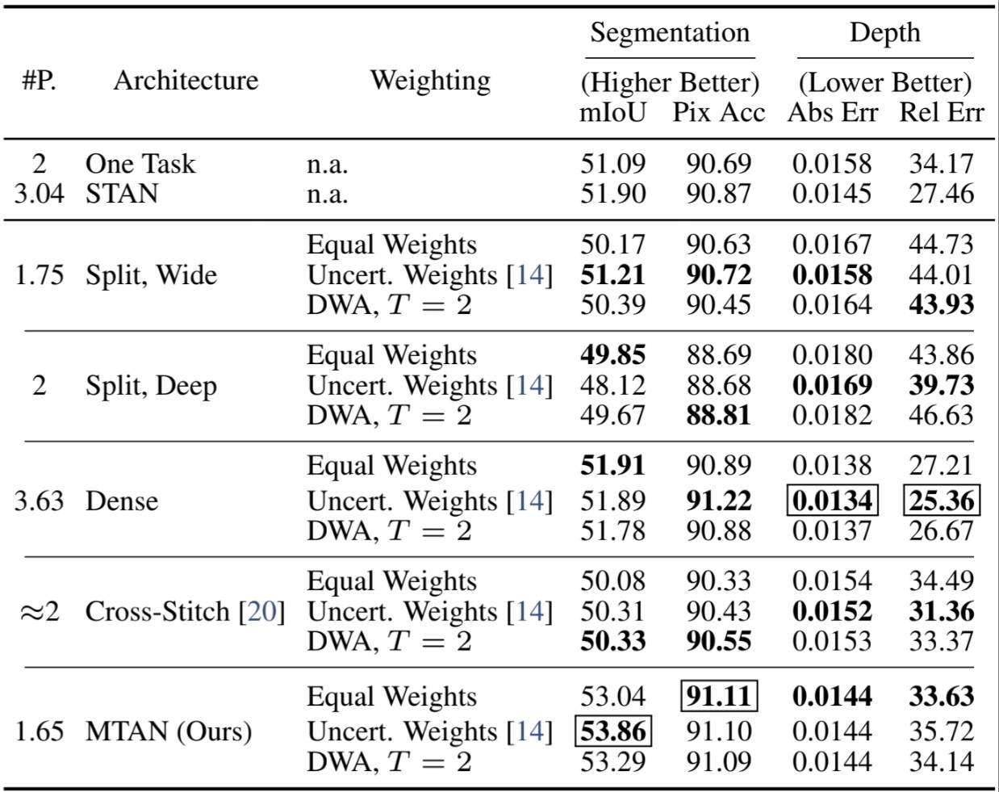 Segmentation Depth
#P. Architecture Weighting (Higher Better) (Lower Better)
mIoU Pix Acc Abs Err Rel Err
2 One Task n.a. 51.09 90.69 0.0158 34.17
3.04 STAN n.a. 51.90 90.87 0.0145 27.46
Equal Weights 50.17 90.63 0.0167 44.73
1.75 Split, Wide Uncert. Weights [14] 51.21 90.72 0.0158 44.01
DWA, T = 2 50.39 90.45 0.0164 43.93
Equal Weights 49.85 88.69 0.0180 43.86
2 Split, Deep Uncert. Weights [14] 48.12 88.68 0.0169 39.73
DWA, T = 2 49.67 88.81 0.0182 46.63
Equal Weights 51.91 90.89 0.0138 27.21
3.63 Dense Uncert. Weights [14] 51.89 91.22 0.0134 25.36
DWA, T = 2 51.78 90.88 0.0137 26.67
Equal Weights 50.08 90.33 0.0154 34.49
≈2 Cross-Stitch [20] Uncert. Weights [14] 50.31 90.43 0.0152 31.36
DWA, T = 2 50.33 90.55 0.0153 33.37
Equal Weights 53.04 91.11 0.0144 33.63
1.65 MTAN (Ours) Uncert. Weights [14] 53.86 91.10 0.0144 35.72
DWA, T = 2 53.29 91.09 0.0144 34.14